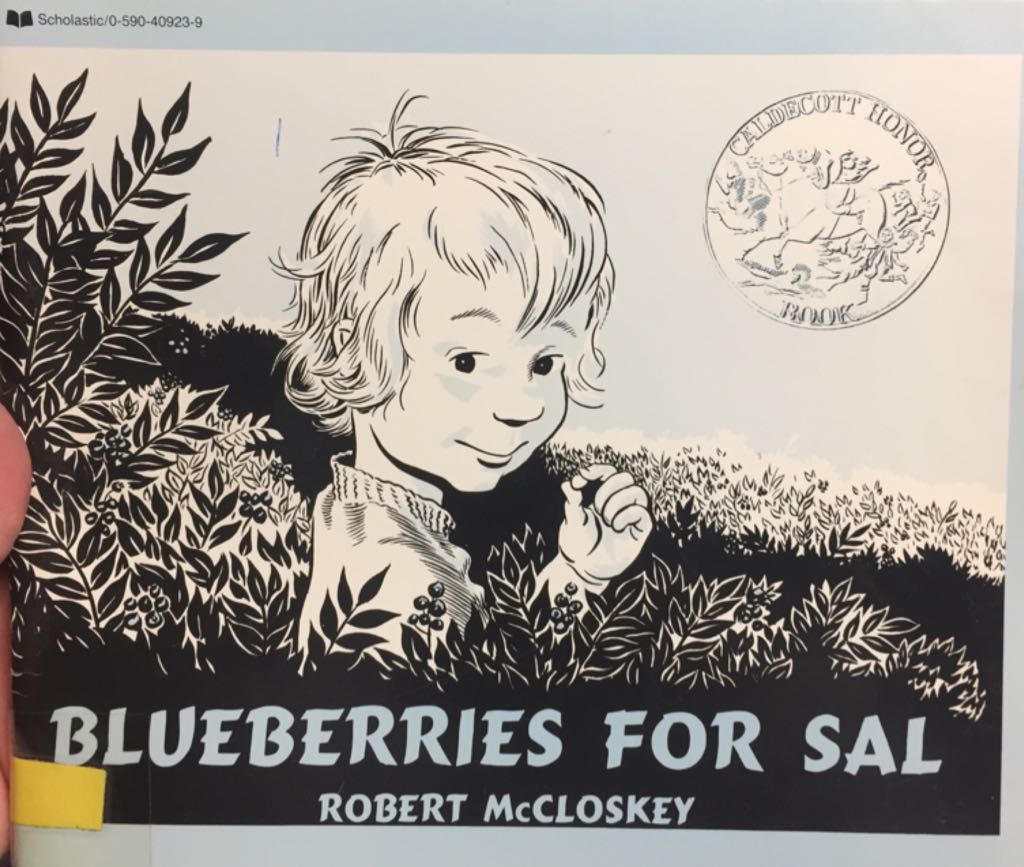 Scholastic/0-590-40923-9
CALDECOTT HONOR
BOOK
BLUEBERRIES FOR SAL
ROBERT McCLOSKEY